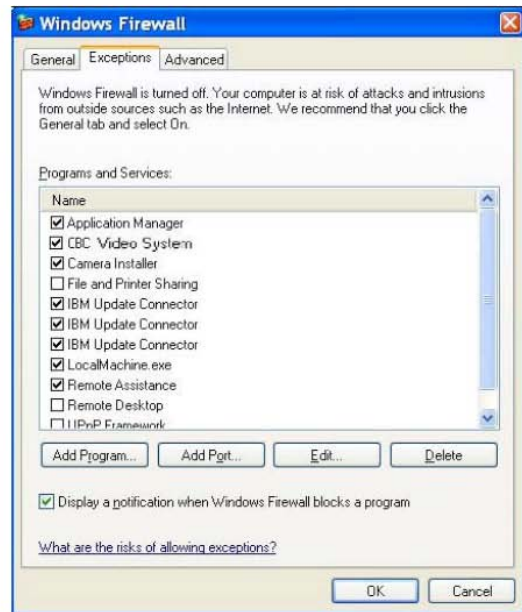 Windows Firewall
General Exceptions Advanced
Windows Firewall is turned off. Your computer is at risk of attacks and intrusions
from outside sources such as the Internet. We recommend that you click the
General tab and select On.
Programs and Services:
Name
Application Manager
CBC Video System
Camera Installer
File and Printer Sharing
IBM Update Connector
IBM Update Connector
IBM Update Connector
LocalMachine.exe
Remote Assistance
Remote Desktop
UPnP Framework
Add Program... Add Port... Edit... Delete
Display a notification when Windows Firewall blocks a program
What are the risks of allowing exceptions?
OK Cancel